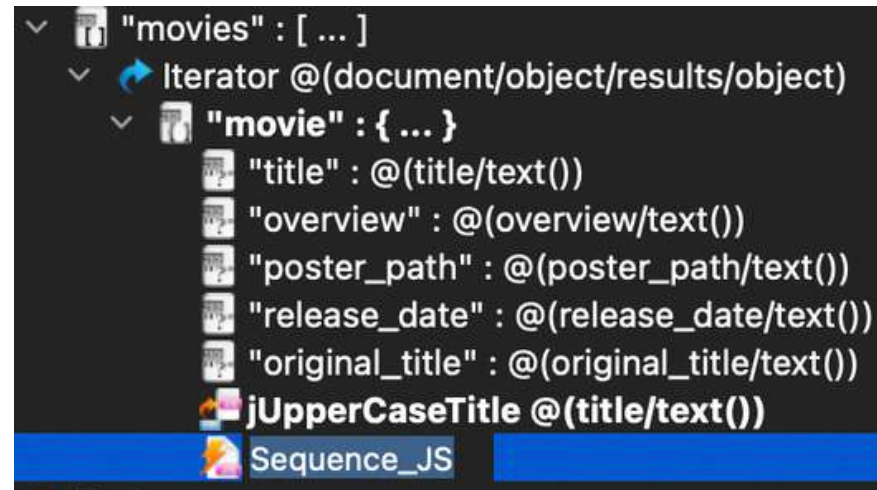 "movies" : [ ... ]
Iterator @(document/object/results/object)
"movie" : { ... }
"title" : @(title/text())
"overview" : @(overview/text())
"poster_path" : @(poster_path/text())
"release_date" : @(release_date/text())
"original_title" : @(original_title/text())
jUpperCaseTitle @(title/text())
Sequence_JS